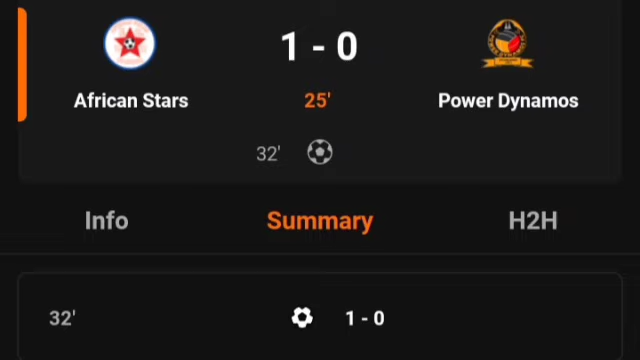 1 - 0
African Stars
25'
Power Dynamos
32'
Info
Summary
H2H
32'
1 - 0